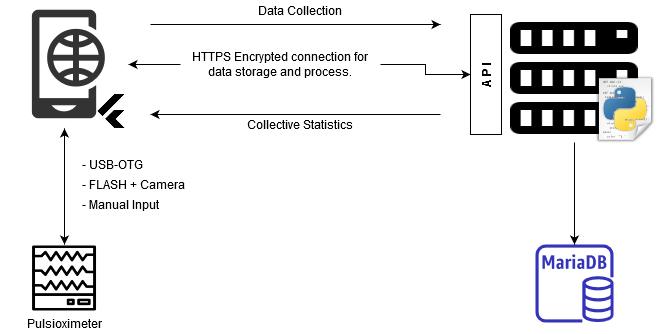 Data Collection
HTTPS Encrypted connection for
data storage and process.
Collective Statistics
API
- USB-OTG
- FLASH + Camera
- Manual Input
Pulsioximeter
MariaDB